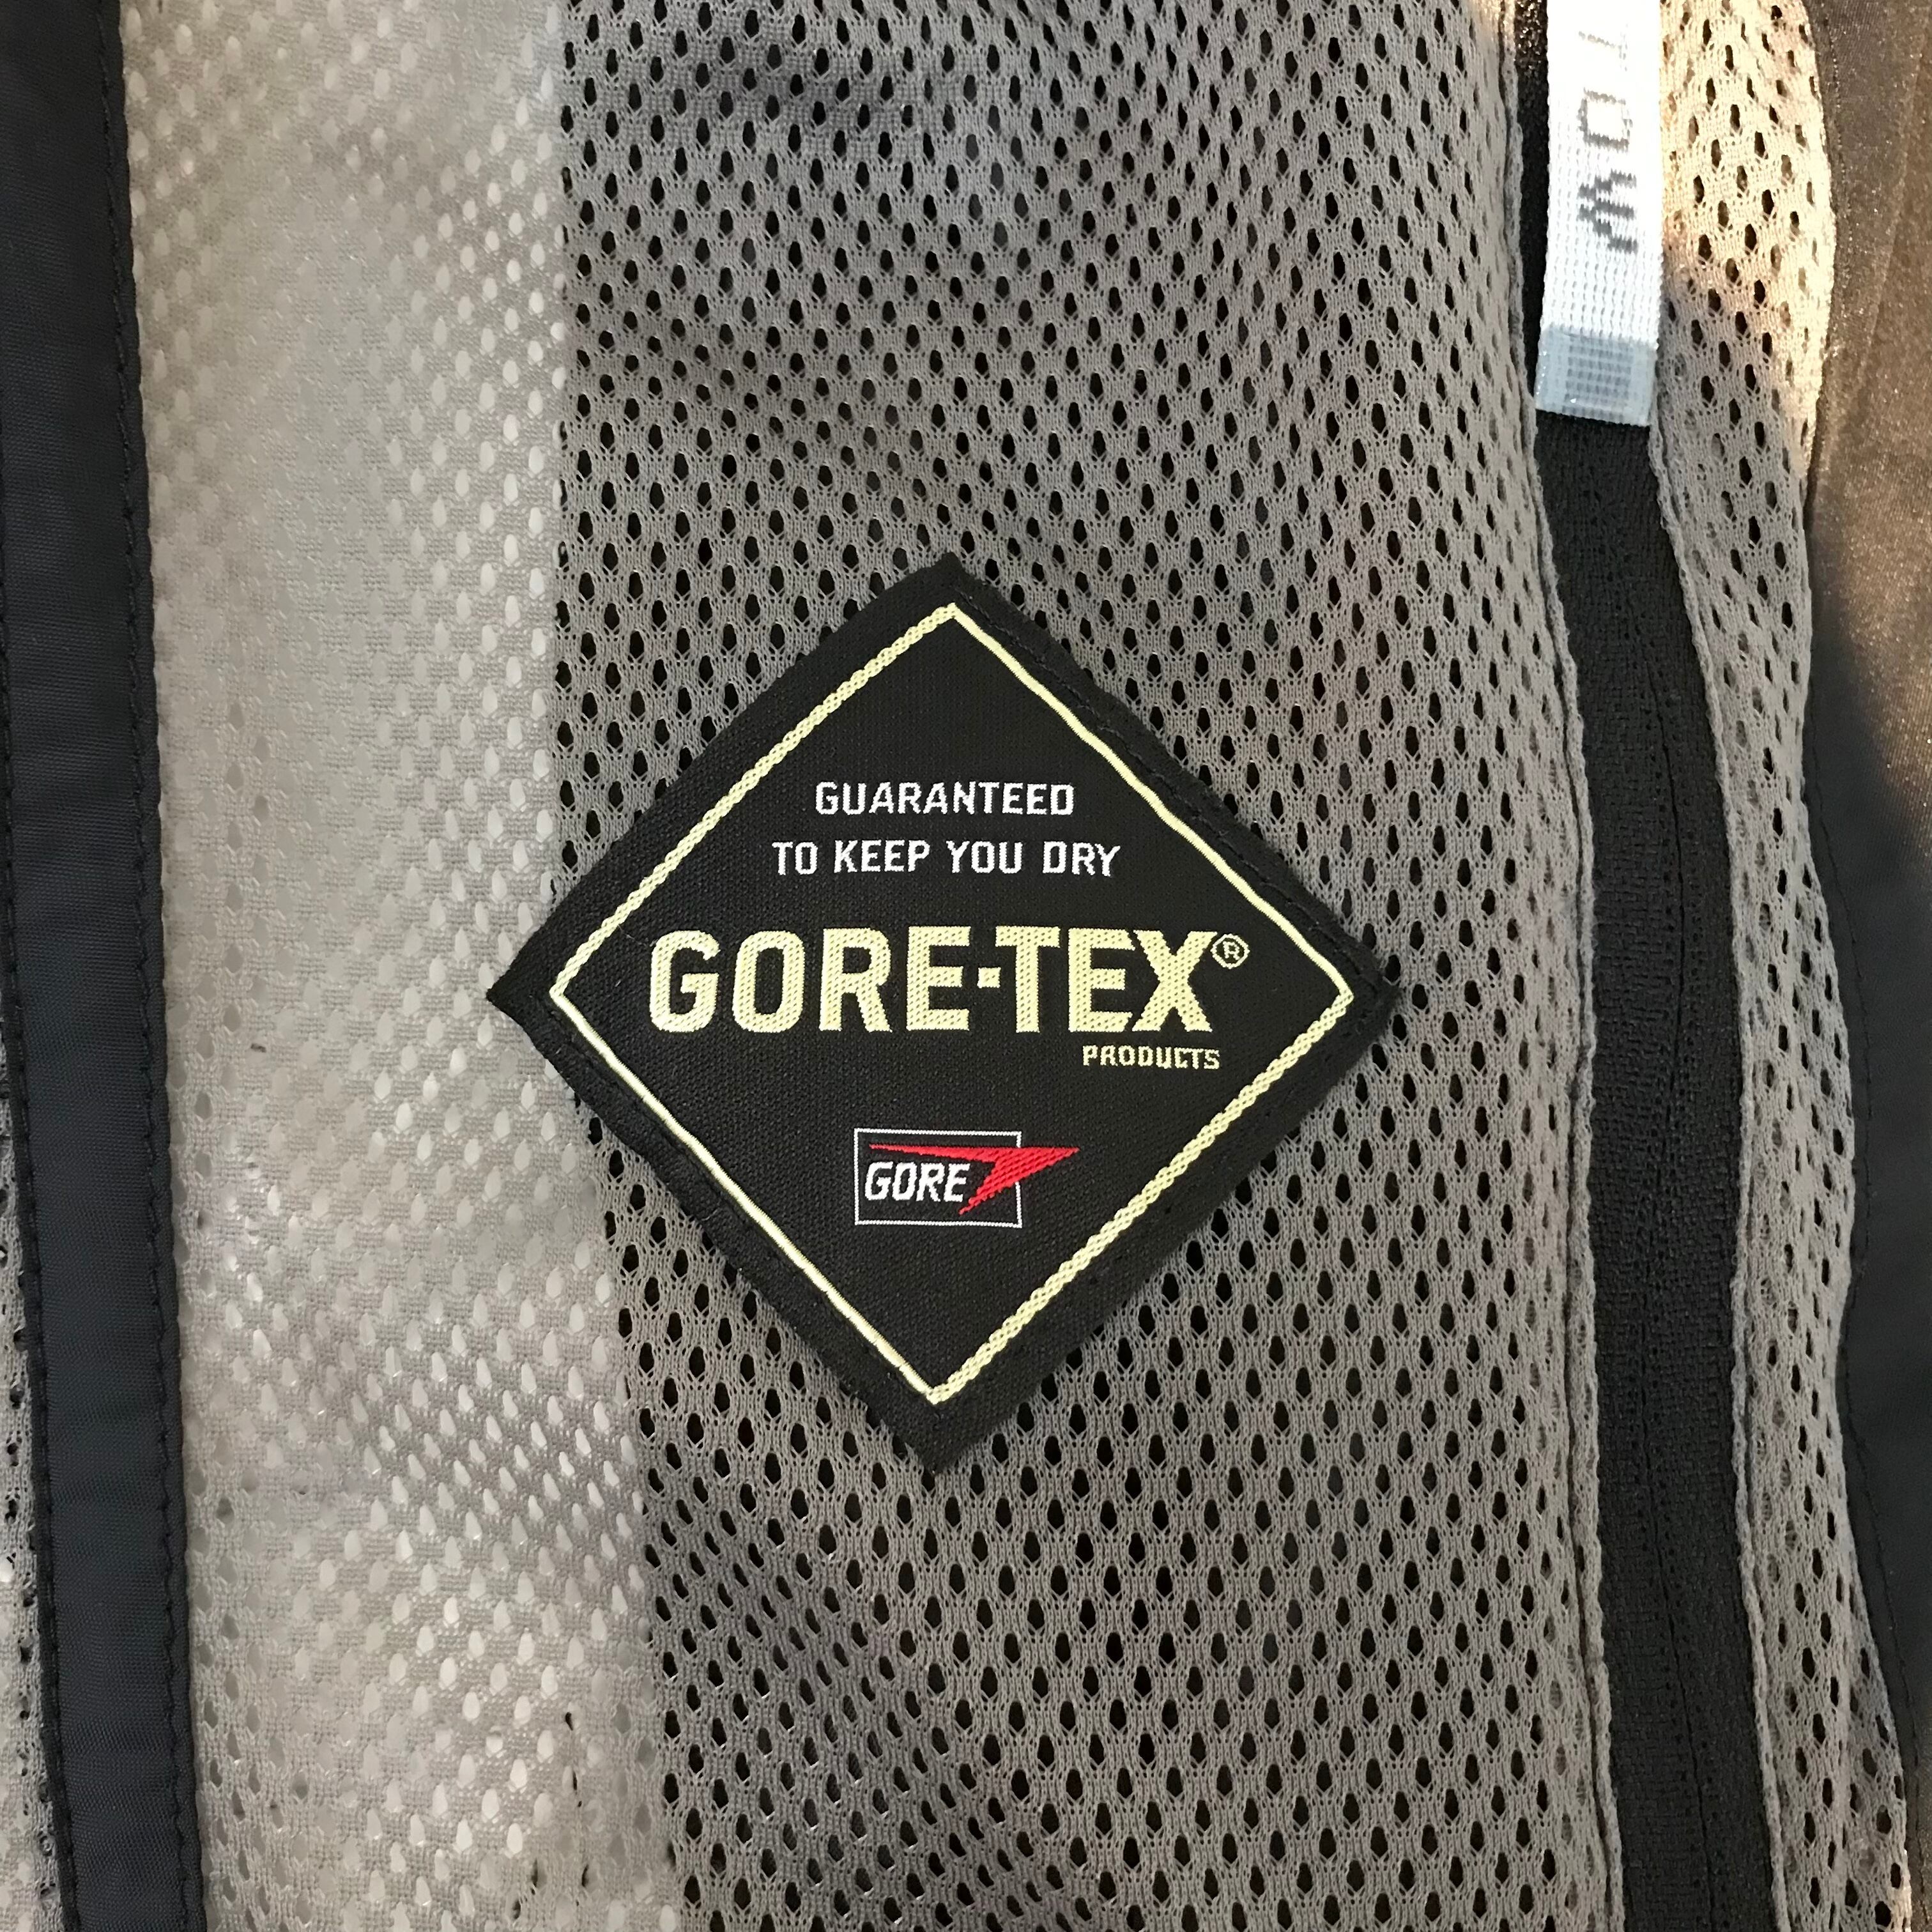 GUARANTEED
TO KEEP YOU DRY
GORE-TEX®
PRODUCTS
GORE